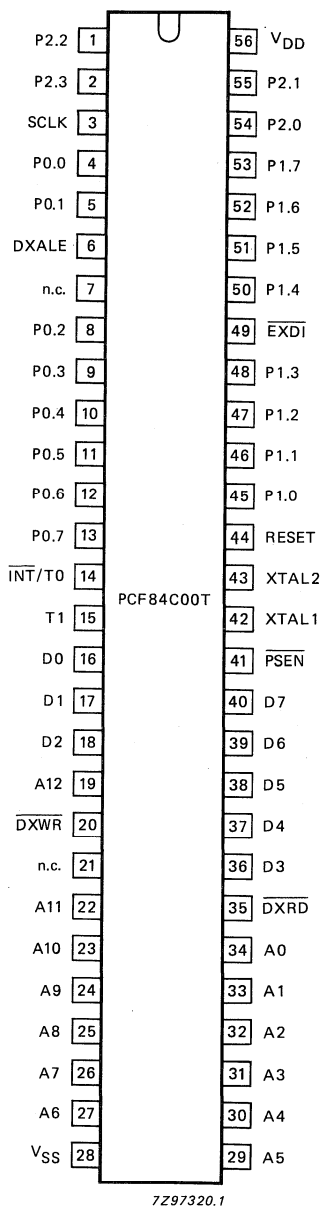 P2.2 1 56 VDD
P2.3 2 55 P2.1
SCLK 3 54 P2.0
P0.0 4 53 P1.7
P0.1 5 52 P1.6
DXALE 6 51 P1.5
n.c. 7 50 P1.4
P0.2 8 49 E̅X̅D̅I̅
P0.3 9 48 P1.3
P0.4 10 47 P1.2
P0.5 11 46 P1.1
P0.6 12 45 P1.0
P0.7 13 44 RESET
I̅N̅T̅/T0 14 43 XTAL2
PCF84C00T
T1 15 42 XTAL1
D0 16 41 P̅S̅E̅N̅
D1 17 40 D7
D2 18 39 D6
A12 19 38 D5
D̅X̅W̅R̅ 20 37 D4
n.c. 21 36 D3
A11 22 35 D̅X̅R̅D̅
A10 23 34 A0
A9 24 33 A1
A8 25 32 A2
A7 26 31 A3
A6 27 30 A4
VSS 28 29 A5
7Z97320.1